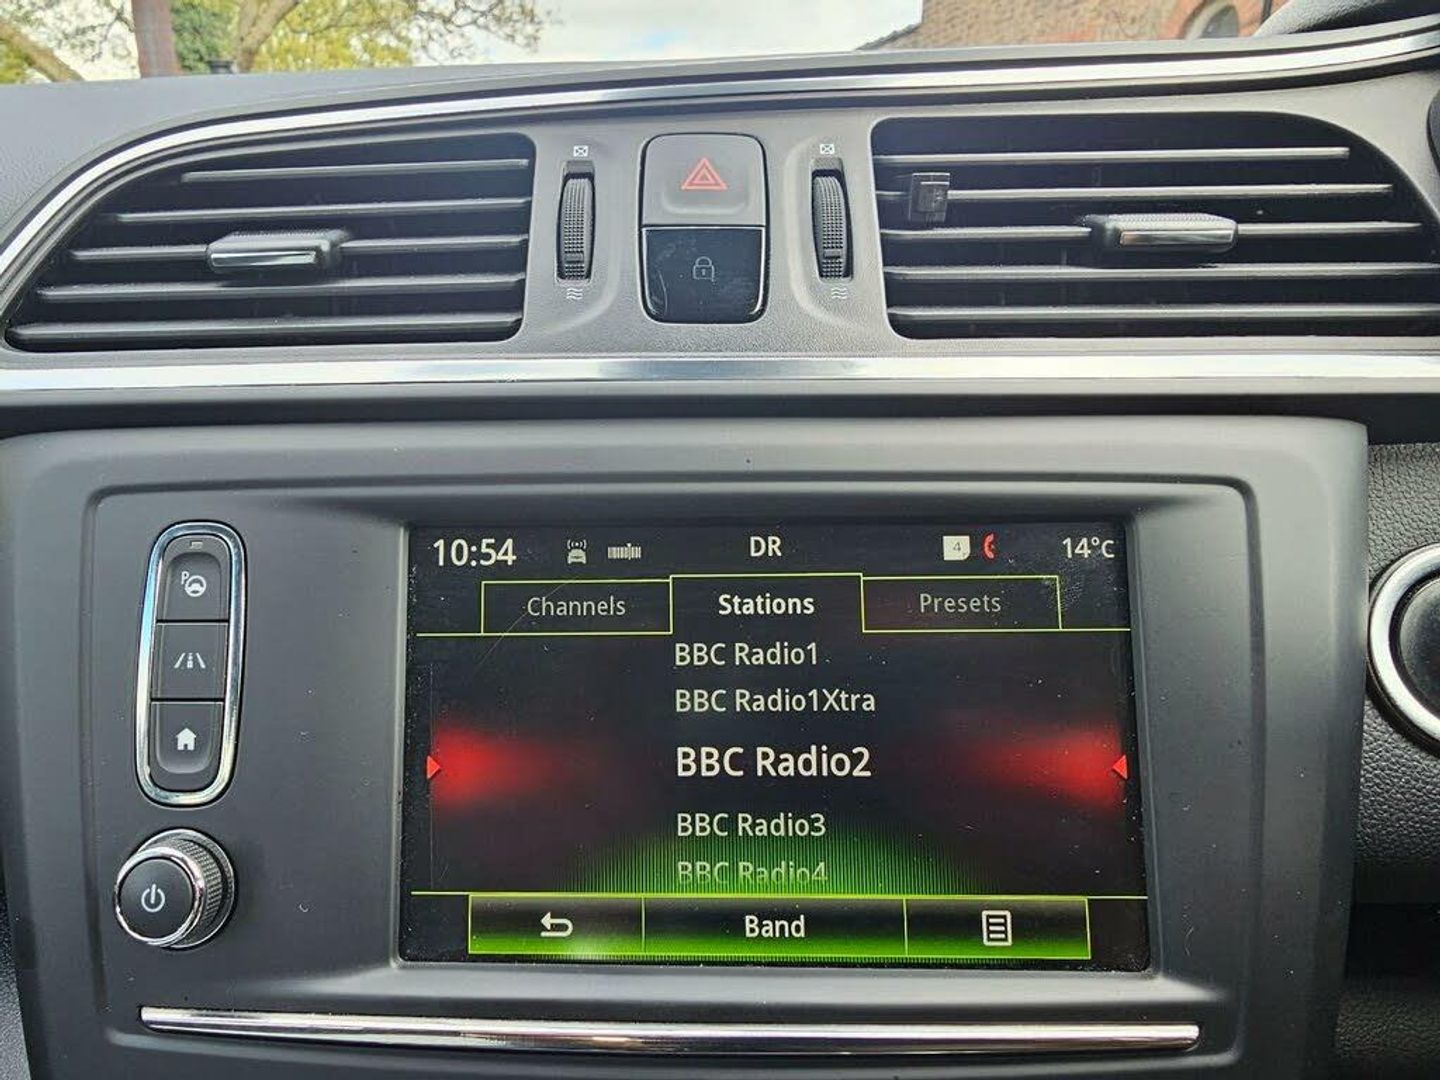 10:54 DR 4 14°C
Channels Stations Presets
BBC Radio1
BBC Radio1Xtra
BBC Radio2
BBC Radio3
BBC Radio4
Band
P